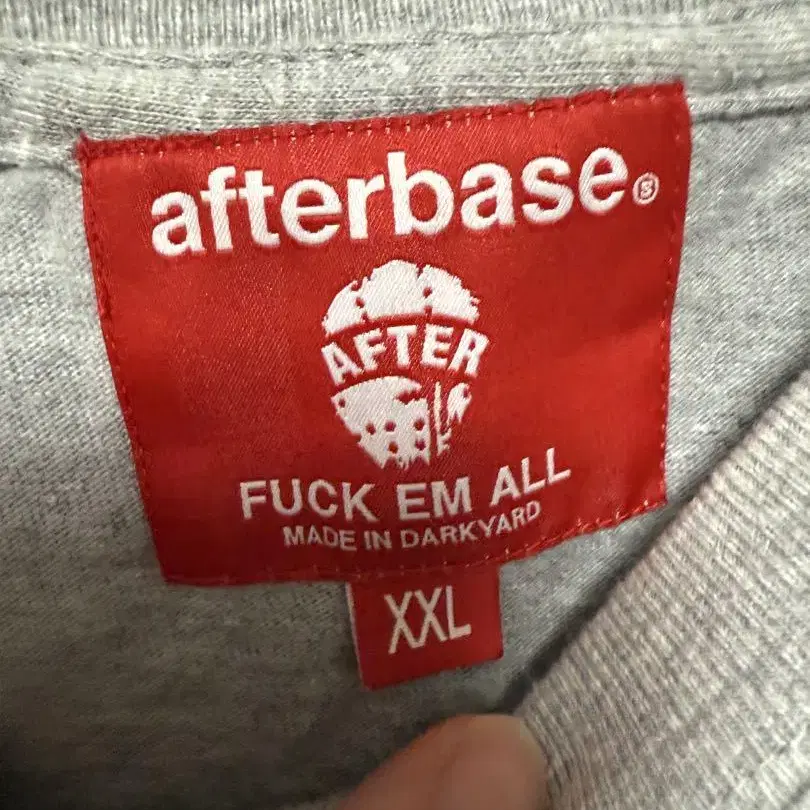 afterbase
AFTER
FUCK EM ALL
MADE IN DARKYARD
XXL